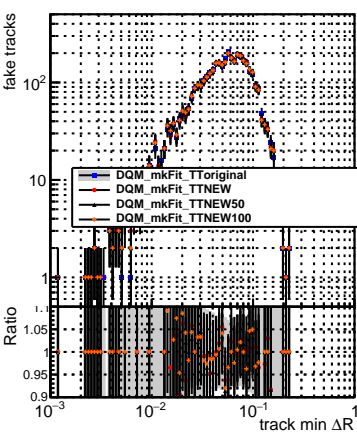 fake tracks
10²
10
1
DQM_mkFit_TToriginal
DQM_mkFit_TTNEW
DQM_mkFit_TTNEW50
DQM_mkFit_TTNEW100
Ratio
1.1
1.05
1
0.95
0.9
10⁻³ 10⁻² 10⁻¹ 1
track min ΔR